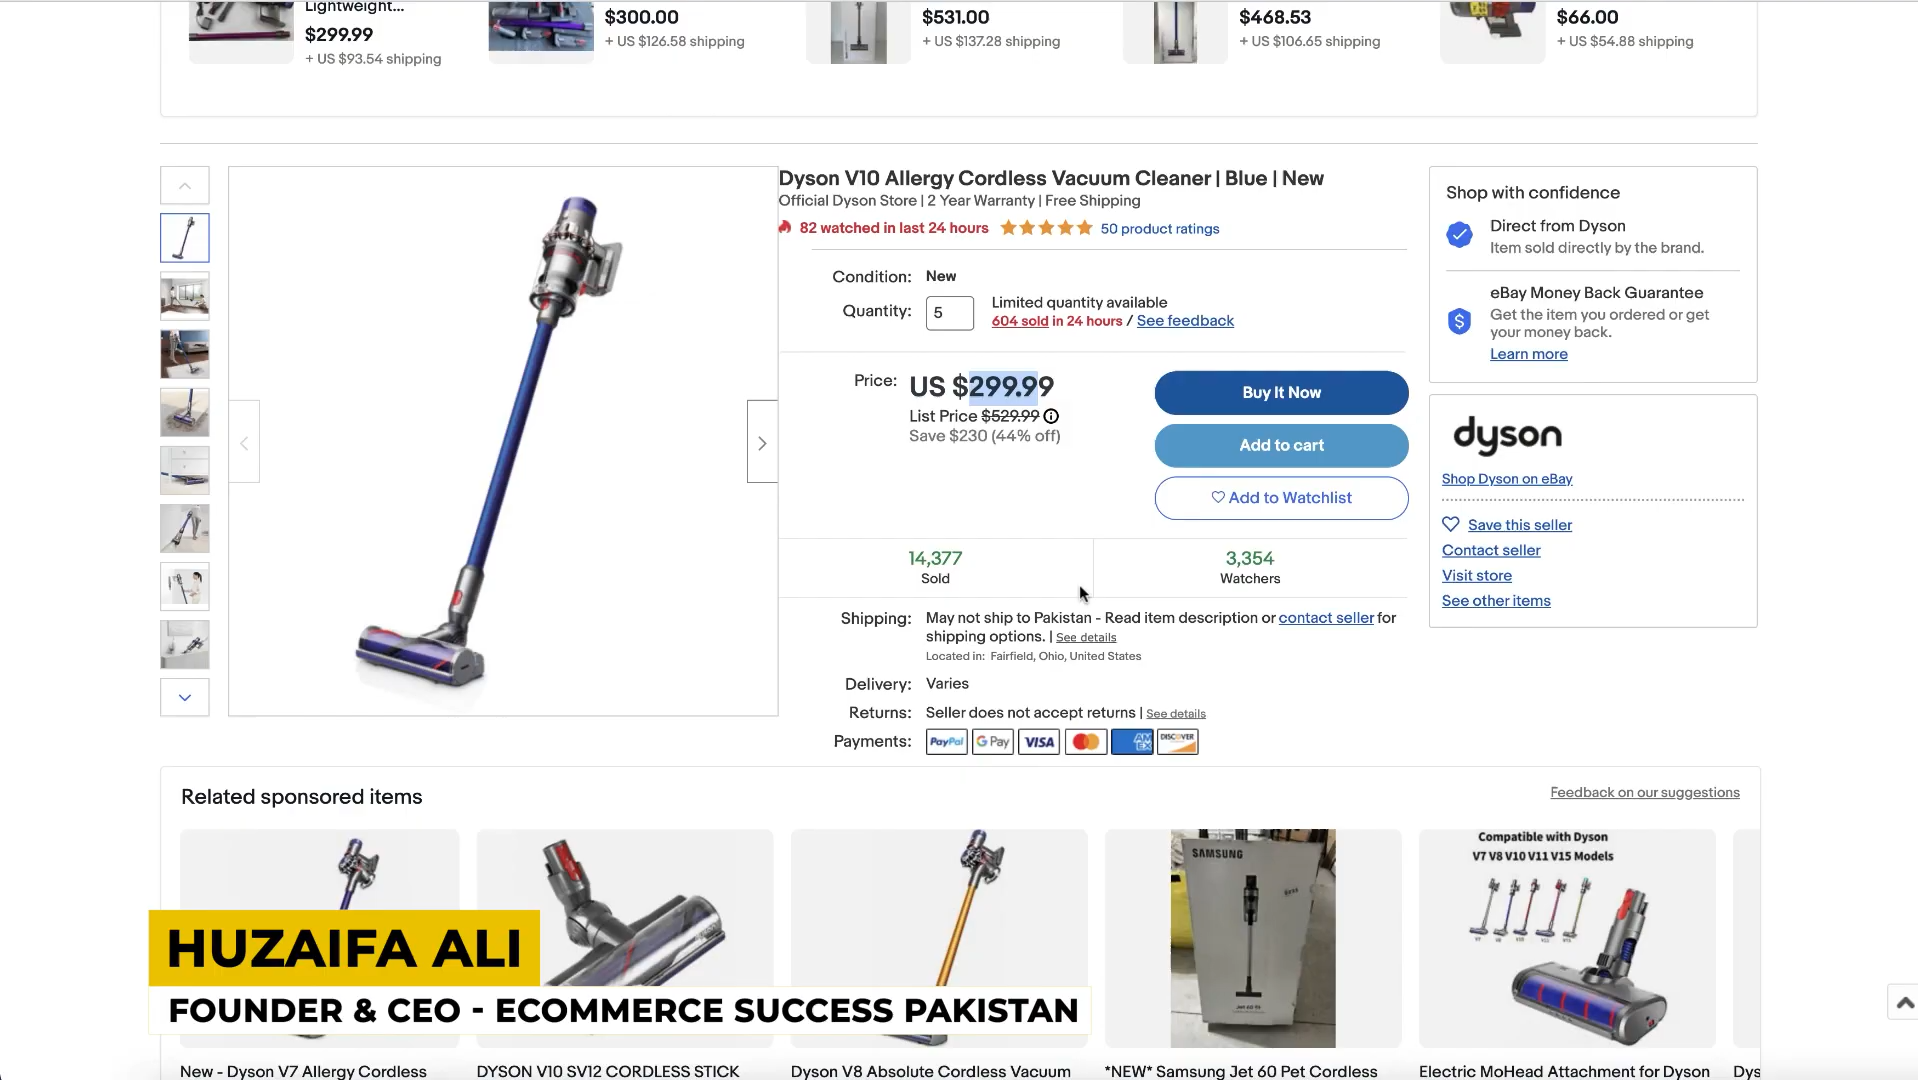 Lightweight...
$299.99
+ US $93.54 shipping
$300.00
+ US $126.58 shipping
$531.00
+ US $137.28 shipping
$468.53
+ US $106.65 shipping
$66.00
+ US $54.88 shipping
Dyson V10 Allergy Cordless Vacuum Cleaner | Blue | New
Official Dyson Store | 2 Year Warranty | Free Shipping
82 watched in last 24 hours 50 product ratings
Condition: New
Quantity: 5
Limited quantity available
604 sold in 24 hours / See feedback
Price: US $299.99
List Price $529.99
Save $230 (44% off)
Buy It Now
Add to cart
Add to Watchlist
14,377
Sold
3,354
Watchers
Shipping: May not ship to Pakistan - Read item description or contact seller for
shipping options. | See details
Located in: Fairfield, Ohio, United States
Delivery: Varies
Returns: Seller does not accept returns | See details
Payments: PayPal G Pay VISA AMEX DISCOVER
Shop with confidence
Direct from Dyson
Item sold directly by the brand.
eBay Money Back Guarantee
Get the item you ordered or get
your money back.
Learn more
dyson
Shop Dyson on eBay
Save this seller
Contact seller
Visit store
See other items
Related sponsored items
Feedback on our suggestions
SAMSUNG
Jet 60
Compatible with Dyson
V7 V8 V10 V11 V15 Models
HUZAIFA ALI
FOUNDER & CEO - ECOMMERCE SUCCESS PAKISTAN
New - Dyson V7 Allergy Cordless
DYSON V10 SV12 CORDLESS STICK
Dyson V8 Absolute Cordless Vacuum
*NEW* Samsung Jet 60 Pet Cordless
Electric MoHead Attachment for Dyson
Dys